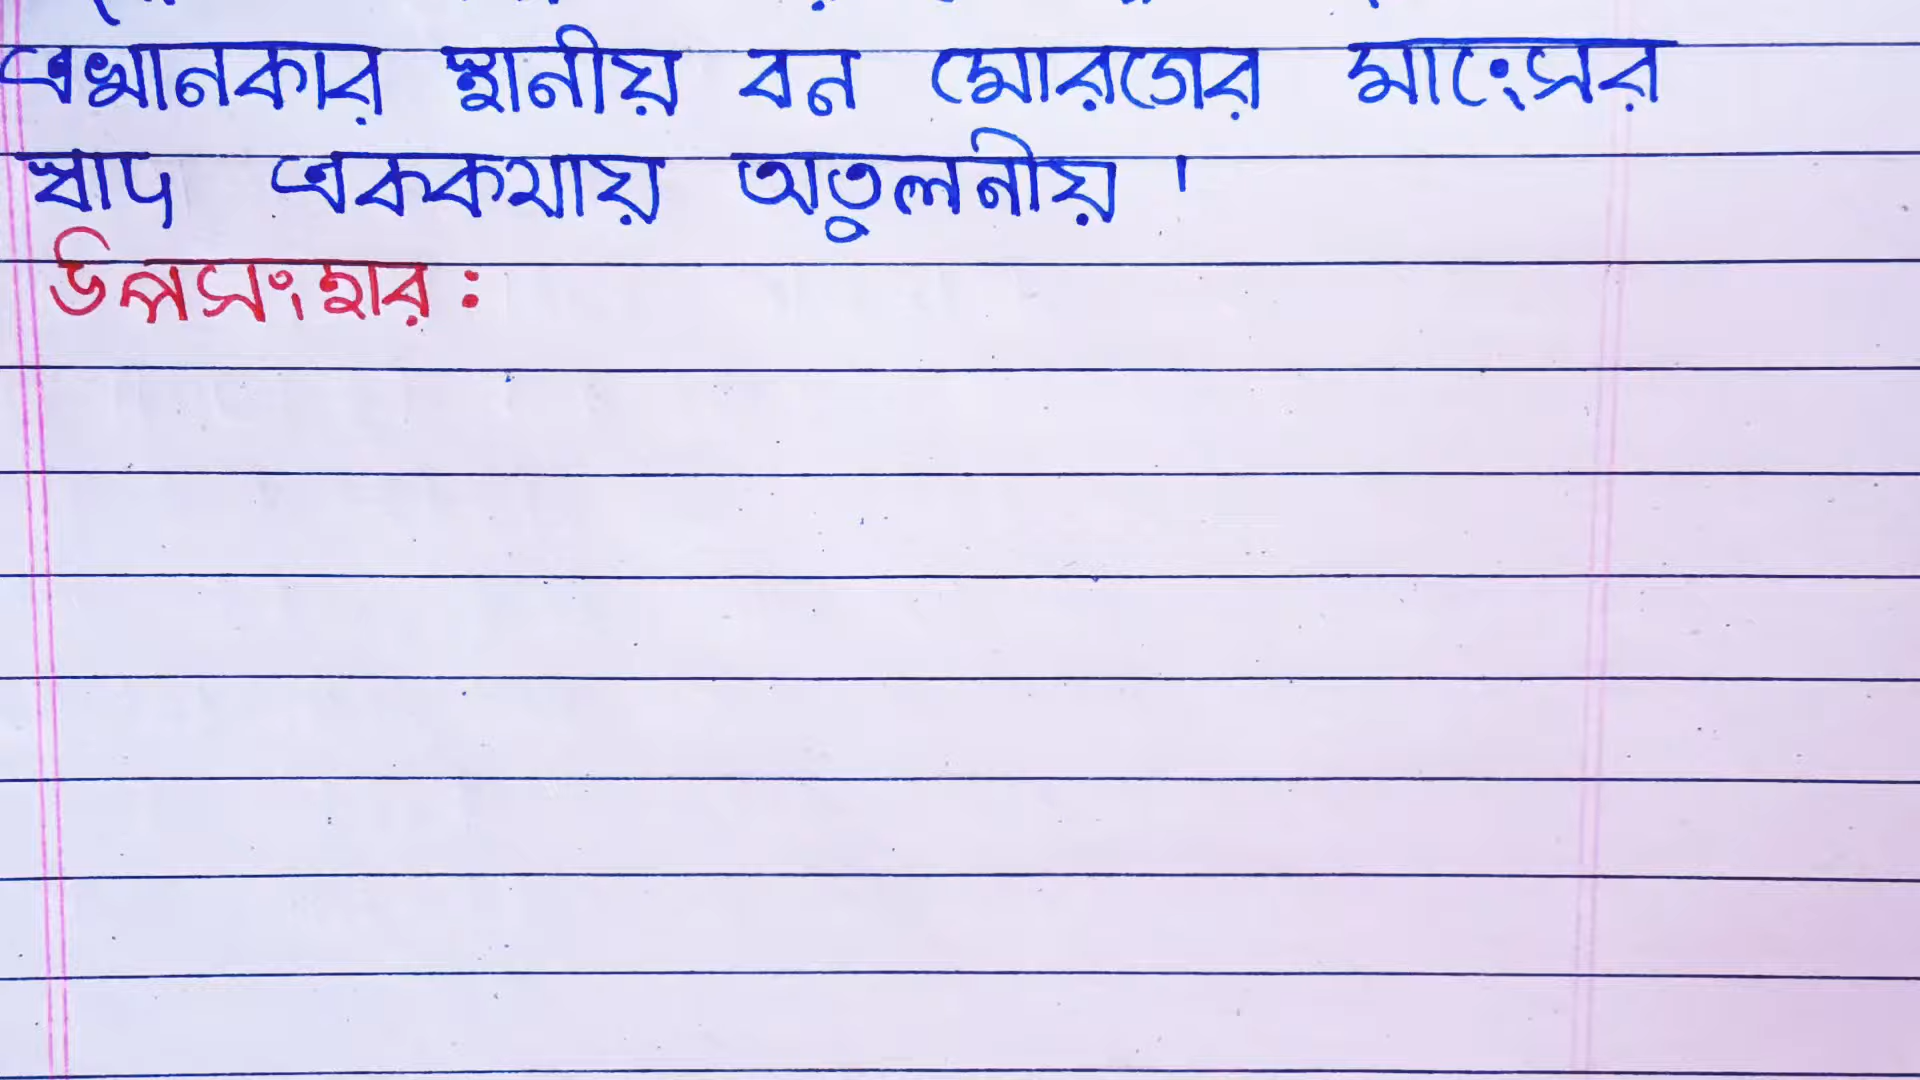 এখানকার স্থানীয় বন মোরগের মাংসের
স্বাদ এককথায় অতুলনীয়।
উপসংহার: